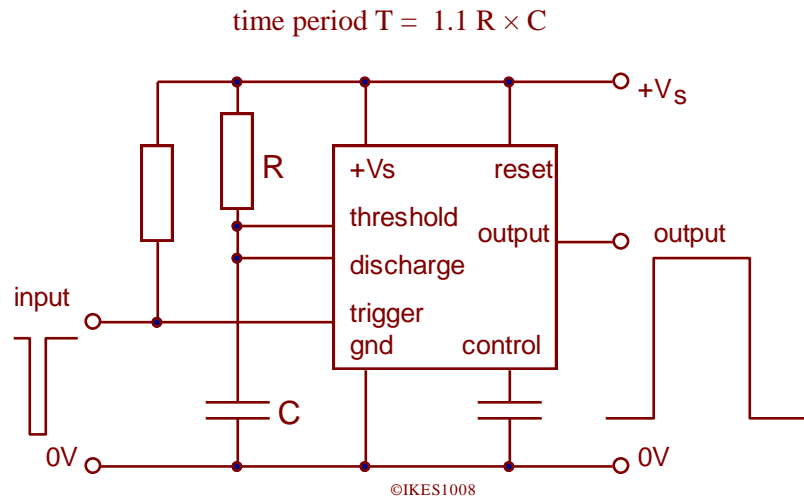 time period T = 1.1 R × C
+Vs
R
+Vs
reset
threshold
output
output
discharge
input
trigger
gnd
control
C
0V
0V
©IKES1008